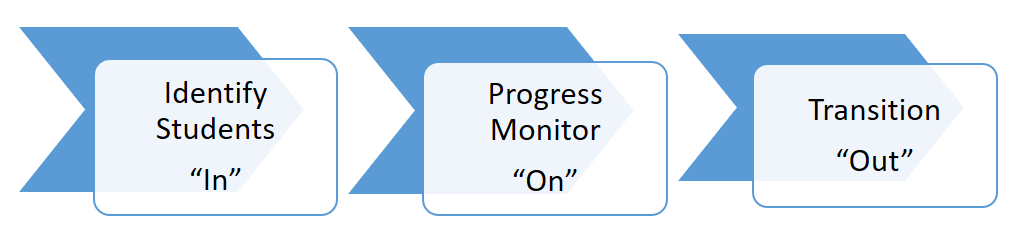 Identify
Students
“In”
Progress
Monitor
“On”
Transition
“Out”